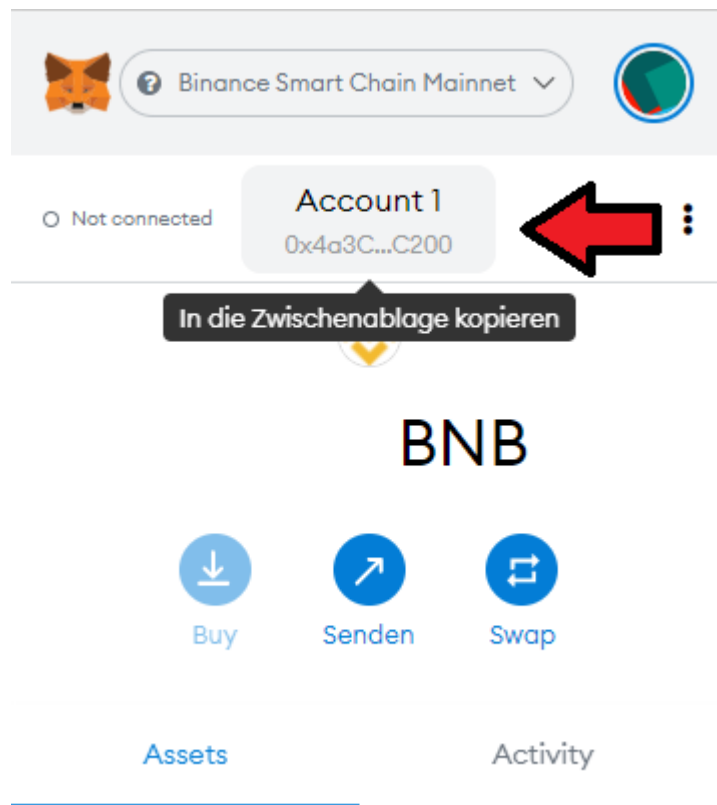 Binance Smart Chain Mainnet
Not connected
Account 1
0x4a3C...C200
In die Zwischenablage kopieren
BNB
Buy Senden Swap
Assets Activity